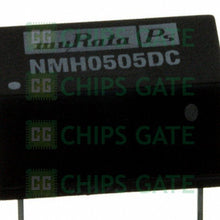 muRata Ps
NMH0505DC
CHIPS GATE
CHIPS GATE
CHIPS GATE